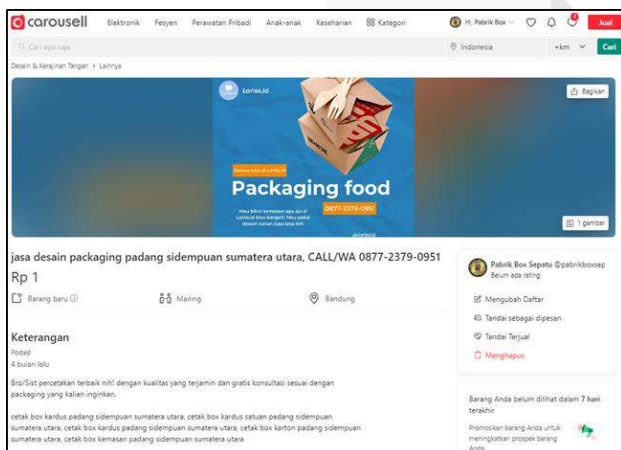 carousell
Elektronik Fesyen Perawatan Pribadi Anak-anak Keseharian Kategori
Hi, Pabrik Box
Jual
Cari apa saja
Indonesia
+km
Cari
Desain & Kerajinan Tangan > Lainnya
Lariss.id
Bagikan
Packaging food
0877-2379-0951
1 gambar
jasa desain packaging padang sidempuan sumatera utara, CALL/WA 0877-2379-0951
Rp 1
Barang baru
Mailing
Bandung
Keterangan
Posted
4 bulan lalu
Bro/Sist percetakan terbaik nih! dengan kualitas yang terjamin dan gratis konsultasi sesuai dengan
packaging yang kalian inginkan.
cetak box kardus padang sidempuan sumatera utara, cetak box kardus satuan padang sidempuan
sumatera utara, cetak box kardus padang sidempuan sumatera utara, cetak box karton padang sidempuan
sumatera utara, cetak box kemasan padang sidempuan sumatera utara
Pabrik Box Sepatu @pabrikboxsep
Belum ada rating
Mengubah Daftar
Tandai sebagai dipesan
Tandai Terjual
Menghapus
Barang Anda belum dilihat dalam 7 hari
terakhir
Promosikan barang Anda untuk
meningkatkan prospek barang
Anda